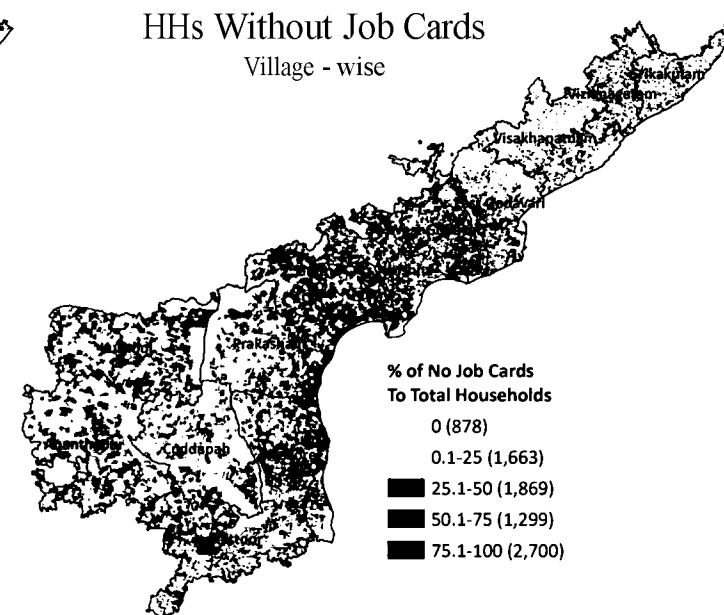 HHs Without Job Cards
Village - wise
Srikakulam
Vizianagaram
Visakhapatnam
Godavari
Prakasham
Cuddapah
% of No Job Cards
To Total Households
0 (878)
0.1-25 (1,663)
25.1-50 (1,869)
50.1-75 (1,299)
75.1-100 (2,700)